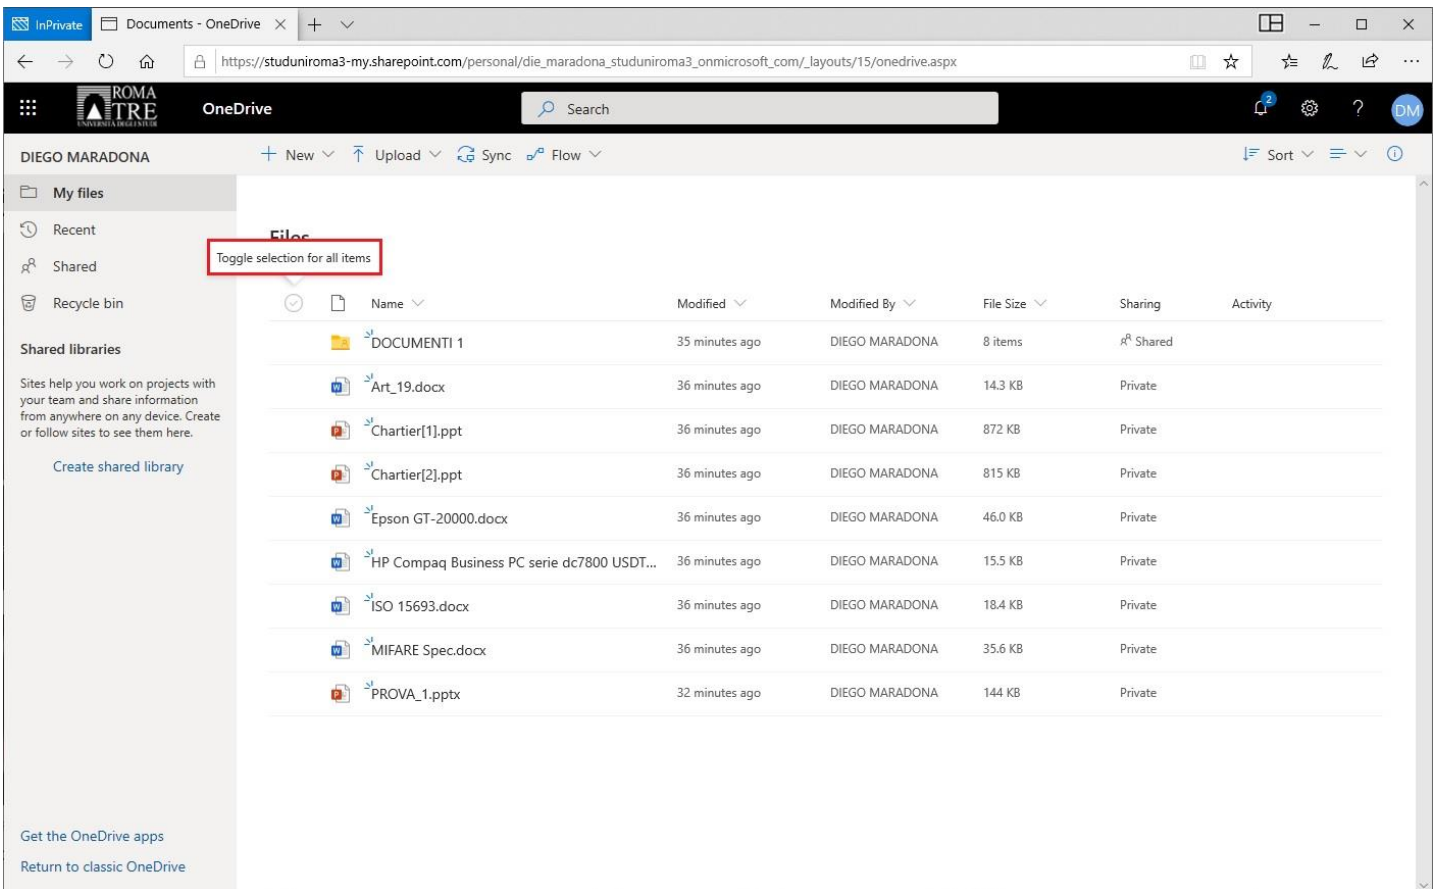 InPrivate Documents - OneDrive
https://studuniroma3-my.sharepoint.com/personal/die_maradona_studuniroma3_onmicrosoft_com/_layouts/15/onedrive.aspx
ROMA
TRE
UNIVERSITÀ DEGLI STUDI
OneDrive
Search
2
?
DM
DIEGO MARADONA
New Upload Sync Flow Sort
My files
Recent
Shared
Recycle bin
Shared libraries
Sites help you work on projects with
your team and share information
from anywhere on any device. Create
or follow sites to see them here.
Create shared library
Get the OneDrive apps
Return to classic OneDrive
Files
Toggle selection for all items
Name Modified Modified By File Size Sharing Activity
DOCUMENTI 1 35 minutes ago DIEGO MARADONA 8 items Shared
Art_19.docx 36 minutes ago DIEGO MARADONA 14.3 KB Private
Chartier[1].ppt 36 minutes ago DIEGO MARADONA 872 KB Private
Chartier[2].ppt 36 minutes ago DIEGO MARADONA 815 KB Private
Epson GT-20000.docx 36 minutes ago DIEGO MARADONA 46.0 KB Private
HP Compaq Business PC serie dc7800 USDT... 36 minutes ago DIEGO MARADONA 15.5 KB Private
ISO 15693.docx 36 minutes ago DIEGO MARADONA 18.4 KB Private
MIFARE Spec.docx 36 minutes ago DIEGO MARADONA 35.6 KB Private
PROVA_1.pptx 32 minutes ago DIEGO MARADONA 144 KB Private